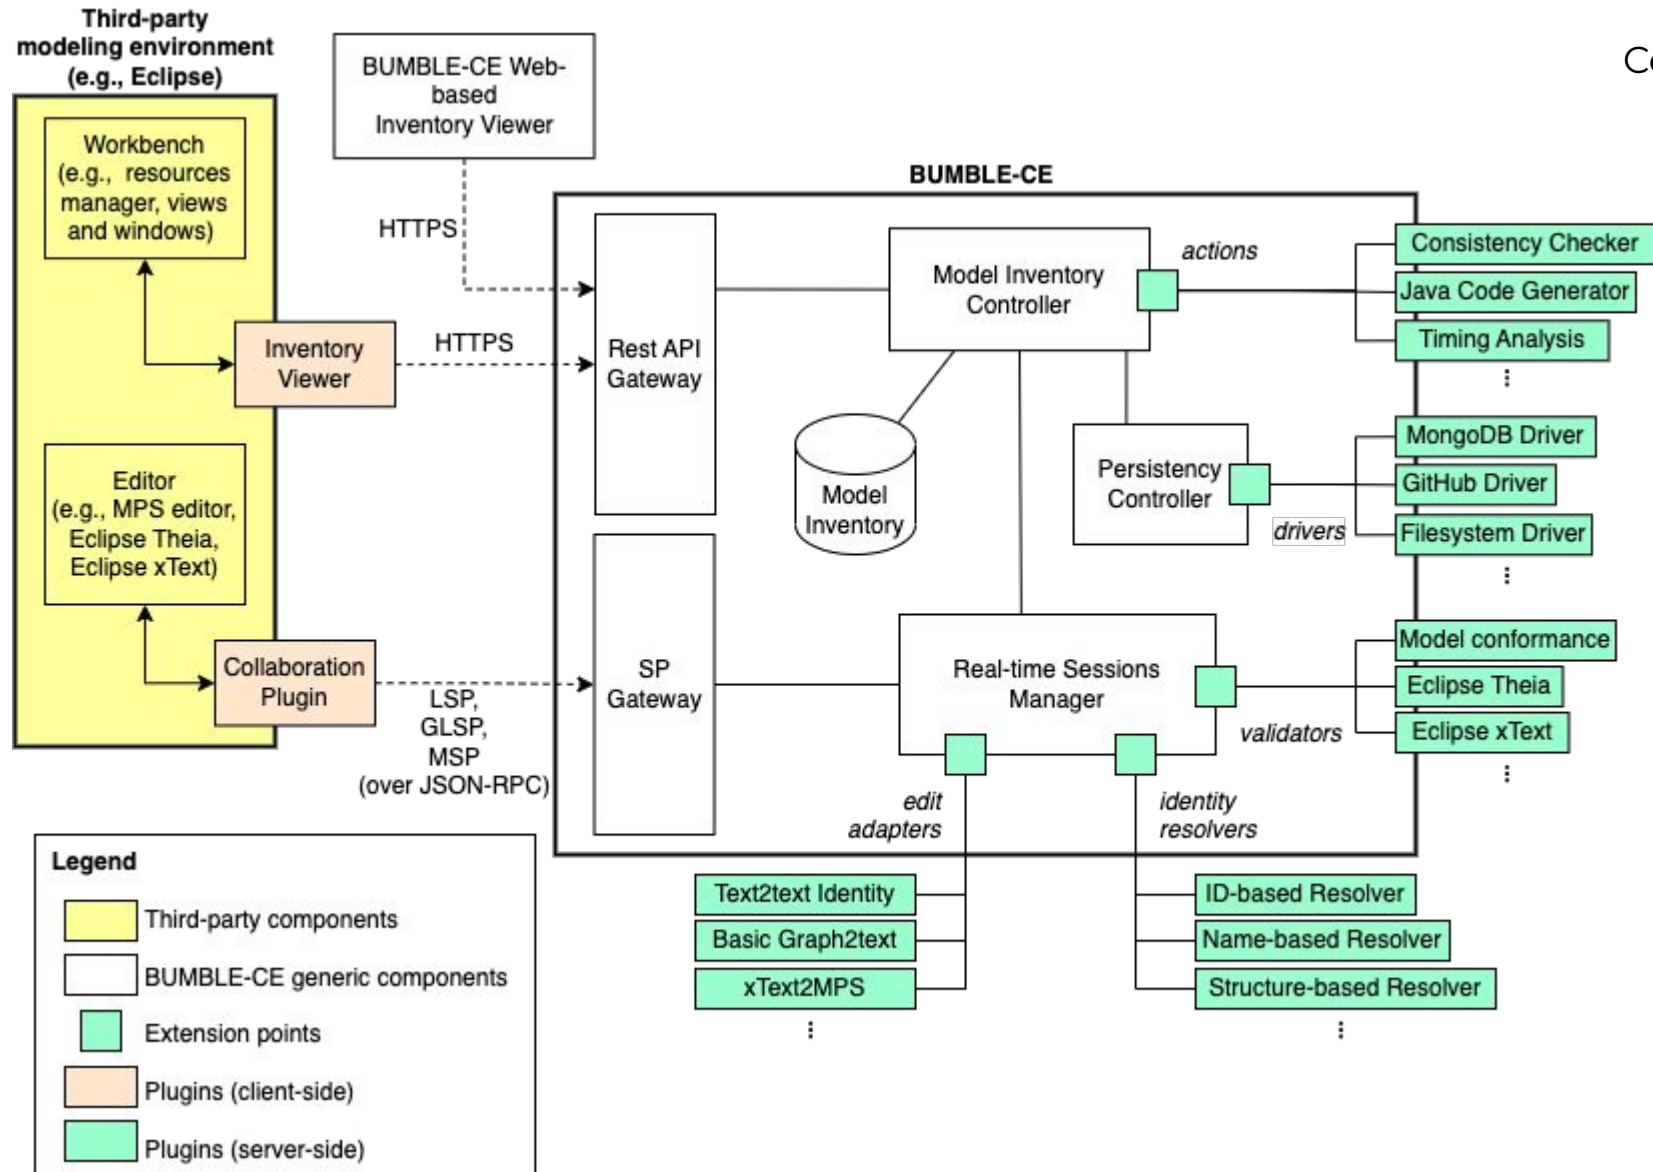 Third-party
modeling environment
(e.g., Eclipse)
Workbench
(e.g., resources
manager, views
and windows)
Editor
(e.g., MPS editor,
Eclipse Theia,
Eclipse xText)
Inventory
Viewer
Collaboration
Plugin
BUMBLE-CE Web-
based
Inventory Viewer
HTTPS
HTTPS
LSP,
GLSP,
MSP
(over JSON-RPC)
BUMBLE-CE
Rest API
Gateway
SP
Gateway
Model Inventory
Controller
actions
Model
Inventory
Persistency
Controller
drivers
Real-time Sessions
Manager
validators
edit
adapters
identity
resolvers
Consistency Checker
Java Code Generator
Timing Analysis
MongoDB Driver
GitHub Driver
Filesystem Driver
Model conformance
Eclipse Theia
Eclipse xText
Text2text Identity
Basic Graph2text
xText2MPS
ID-based Resolver
Name-based Resolver
Structure-based Resolver
Legend
Third-party components
BUMBLE-CE generic components
Extension points
Plugins (client-side)
Plugins (server-side)